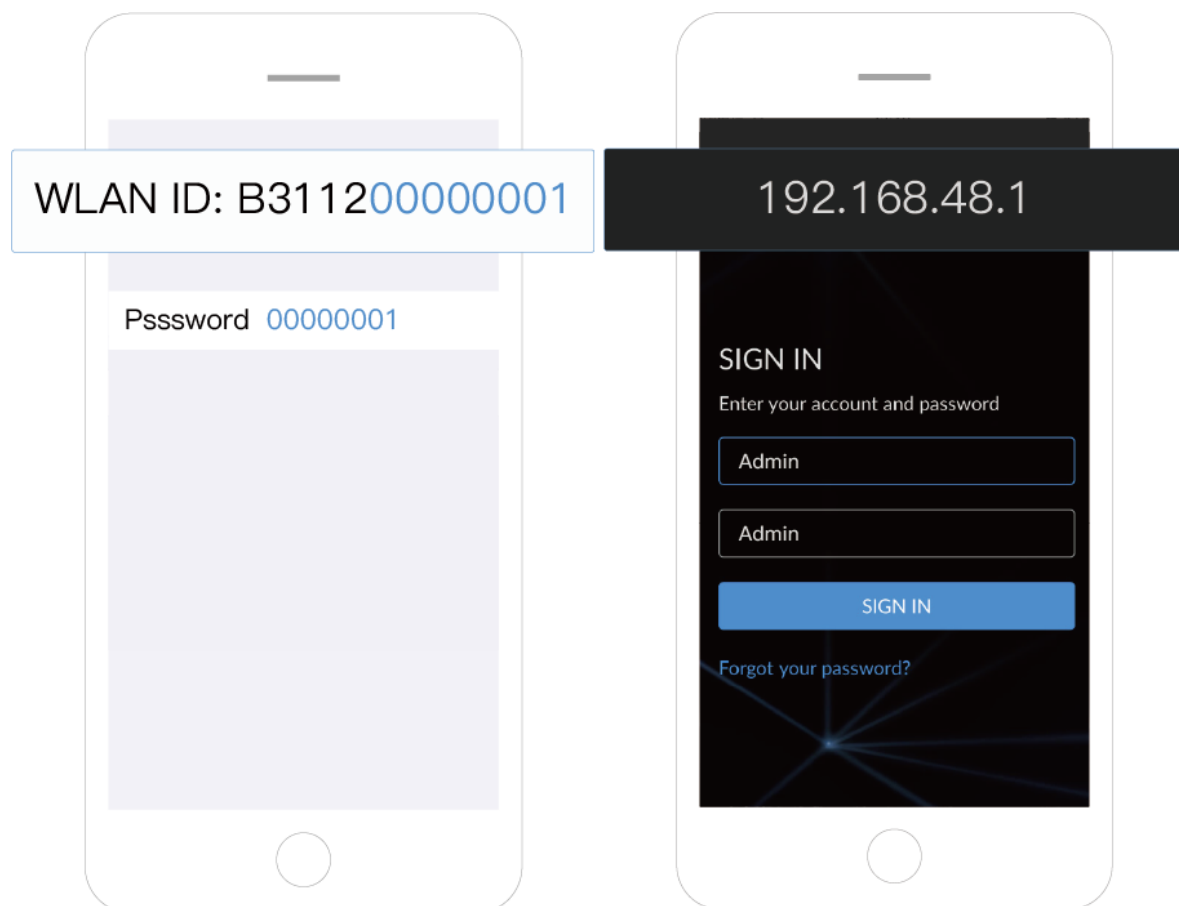 WLAN ID: B311200000001
Psssword 00000001
192.168.48.1
SIGN IN
Enter your account and password
Admin
Admin
SIGN IN
Forgot your password?